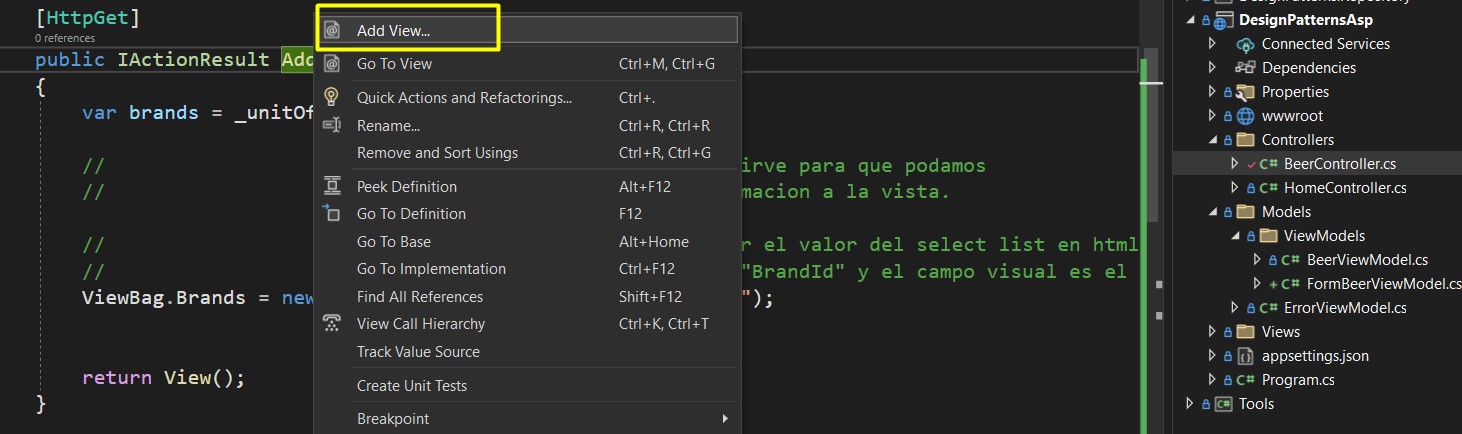 [HttpGet]
0 references
public IActionResult Add
{
var brands = _unitOf
//
irve para que podamos
//
macion a la vista.
//
r el valor del select list en html
//
"BrandId" y el campo visual es el
ViewBag.Brands = new
");
return View();
}
Add View...
Go To View Ctrl+M, Ctrl+G
Quick Actions and Refactorings... Ctrl+.
Rename... Ctrl+R, Ctrl+R
Remove and Sort Usings Ctrl+R, Ctrl+G
Peek Definition Alt+F12
Go To Definition F12
Go To Base Alt+Home
Go To Implementation Ctrl+F12
Find All References Shift+F12
View Call Hierarchy Ctrl+K, Ctrl+T
Track Value Source
Create Unit Tests
Breakpoint
DesignPatternsAsp
Connected Services
Dependencies
Properties
wwwroot
Controllers
C# BeerController.cs
C# HomeController.cs
Models
ViewModels
C# BeerViewModel.cs
C# FormBeerViewModel.cs
C# ErrorViewModel.cs
Views
appsettings.json
C# Program.cs
C# Tools